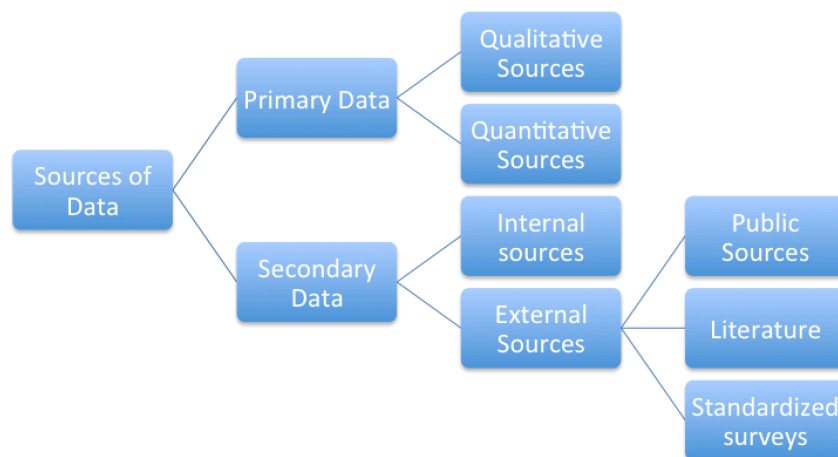 Sources of
Data
Primary Data
Qualitative
Sources
Quantitative
Sources
Secondary
Data
Internal
sources
External
Sources
Public
Sources
Literature
Standardized
surveys